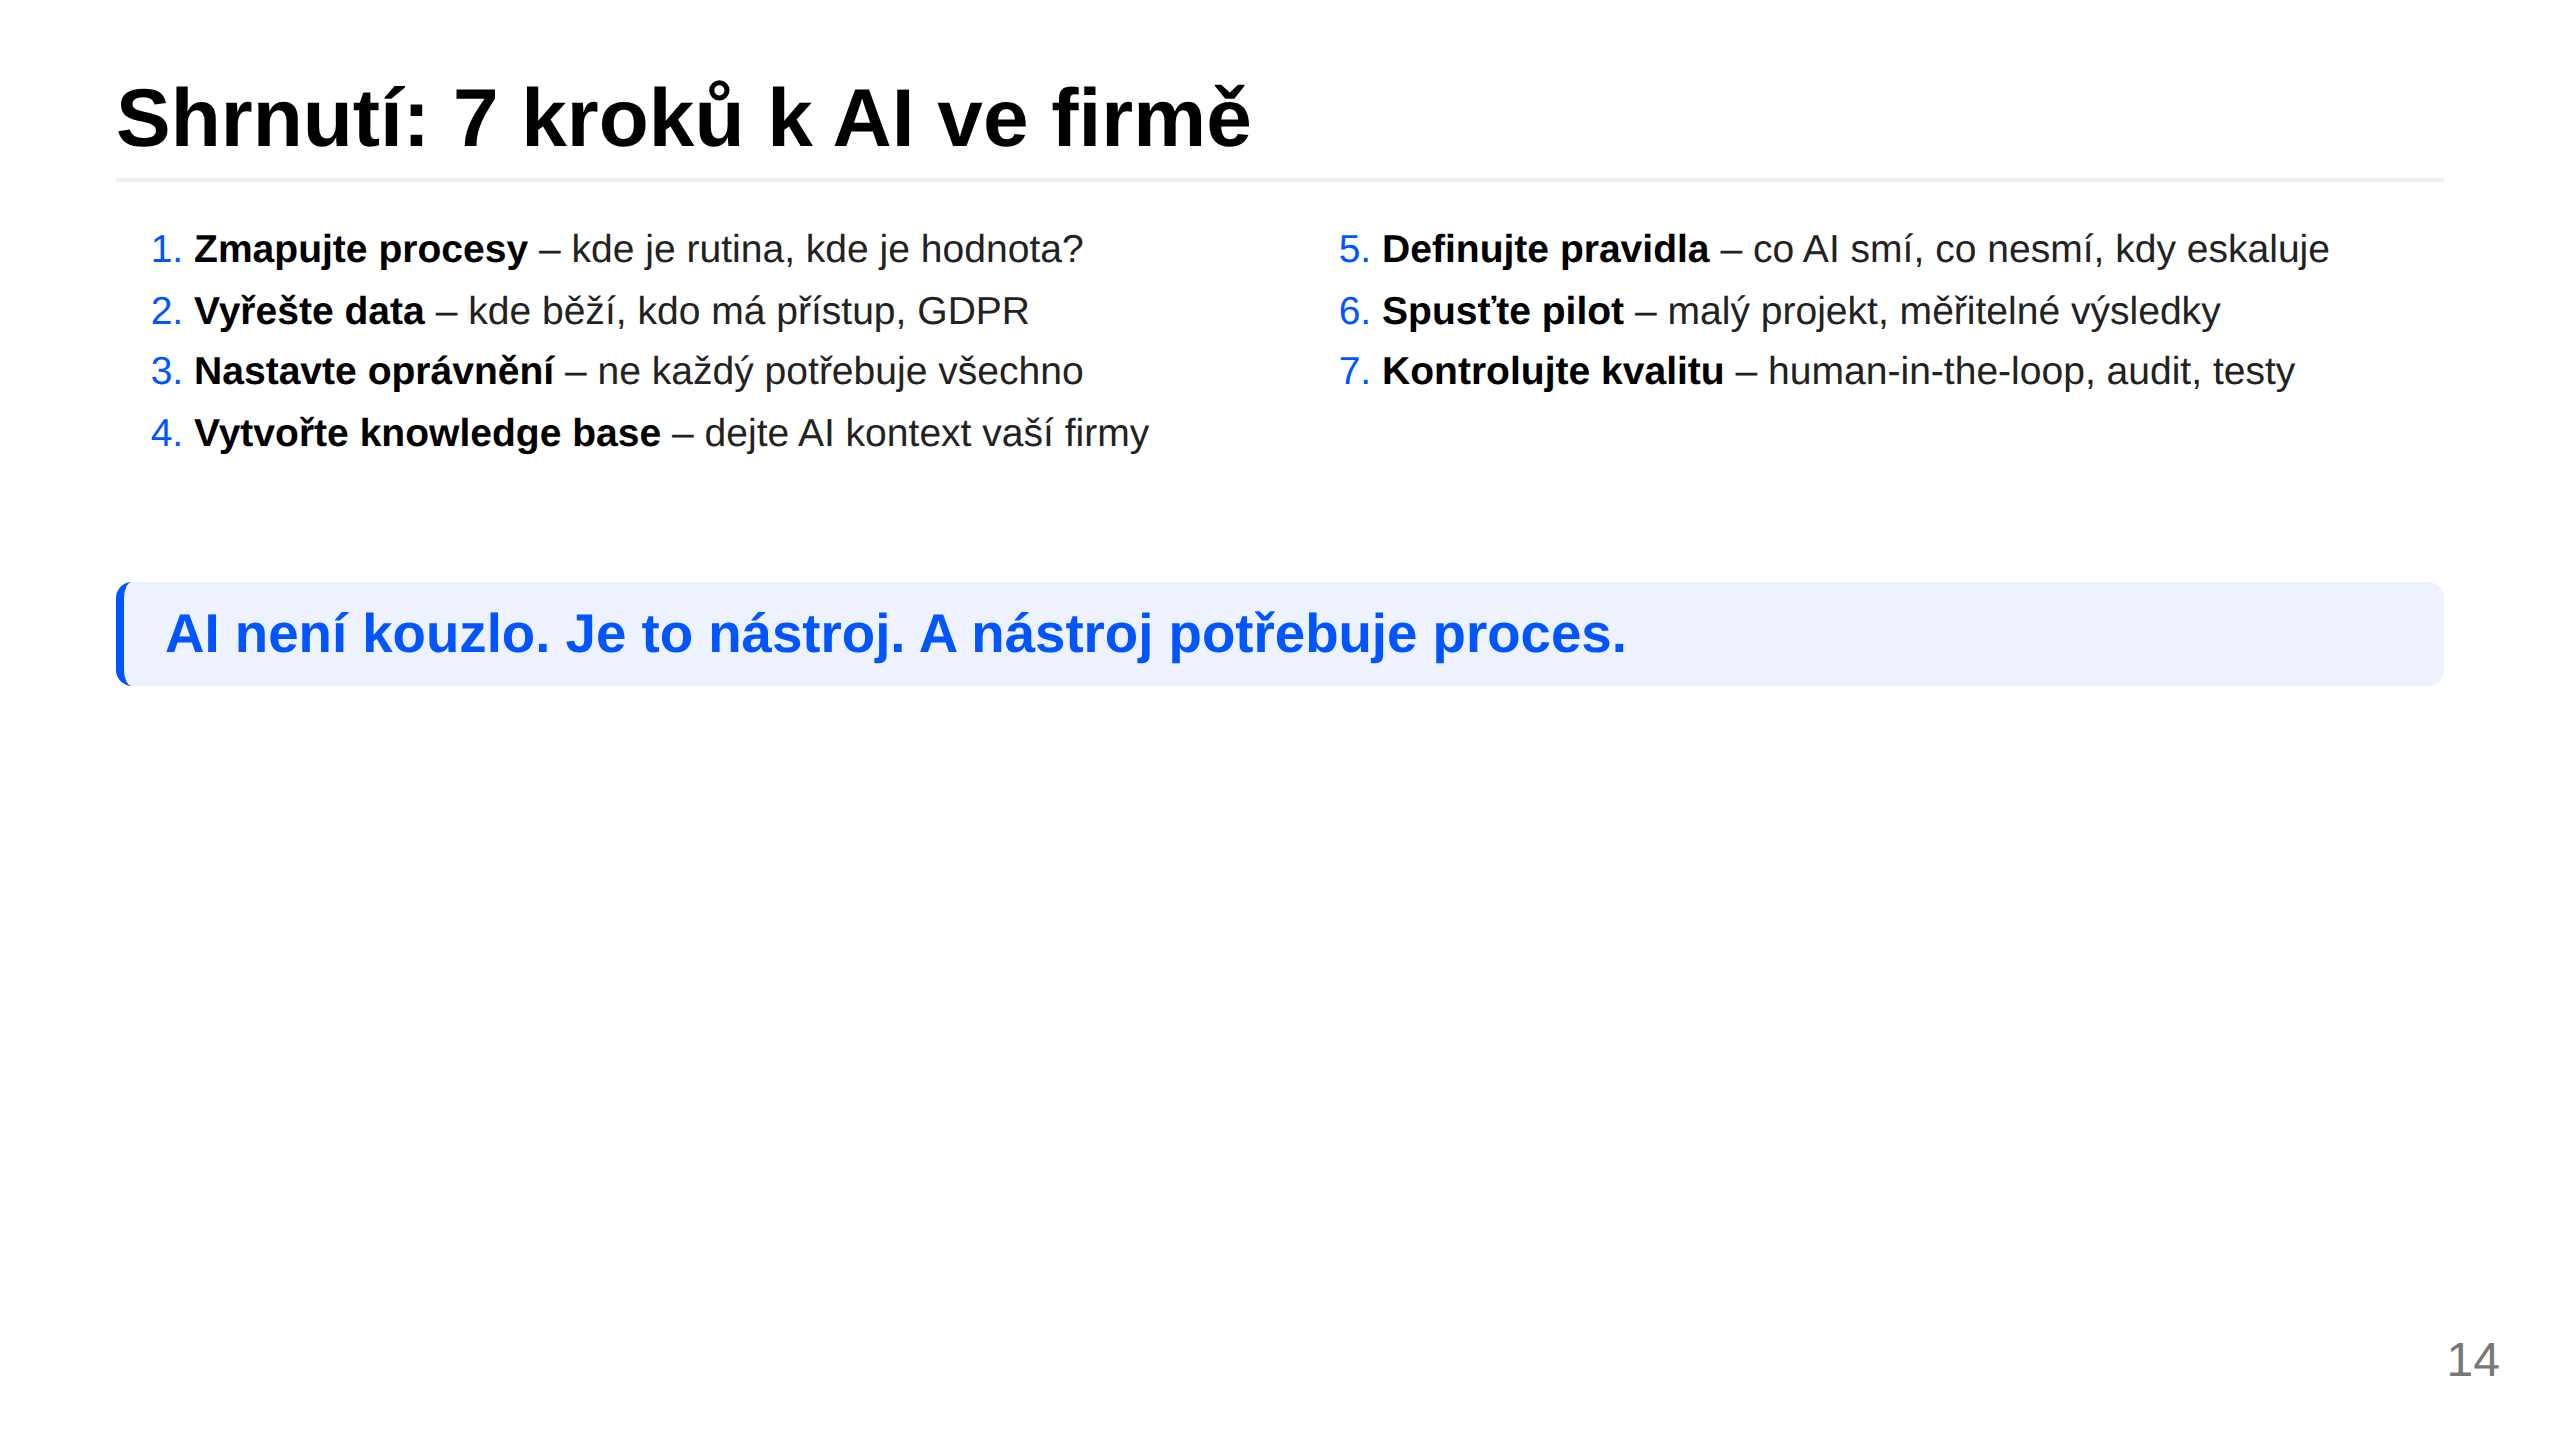 Shrnutí: 7 kroků k AI ve firmě
1. Zmapujte procesy – kde je rutina, kde je hodnota?
2. Vyřešte data – kde běží, kdo má přístup, GDPR
3. Nastavte oprávnění – ne každý potřebuje všechno
4. Vytvořte knowledge base – dejte AI kontext vaší firmy
5. Definujte pravidla – co AI smí, co nesmí, kdy eskaluje
6. Spusťte pilot – malý projekt, měřitelné výsledky
7. Kontrolujte kvalitu – human-in-the-loop, audit, testy
AI není kouzlo. Je to nástroj. A nástroj potřebuje proces.
14